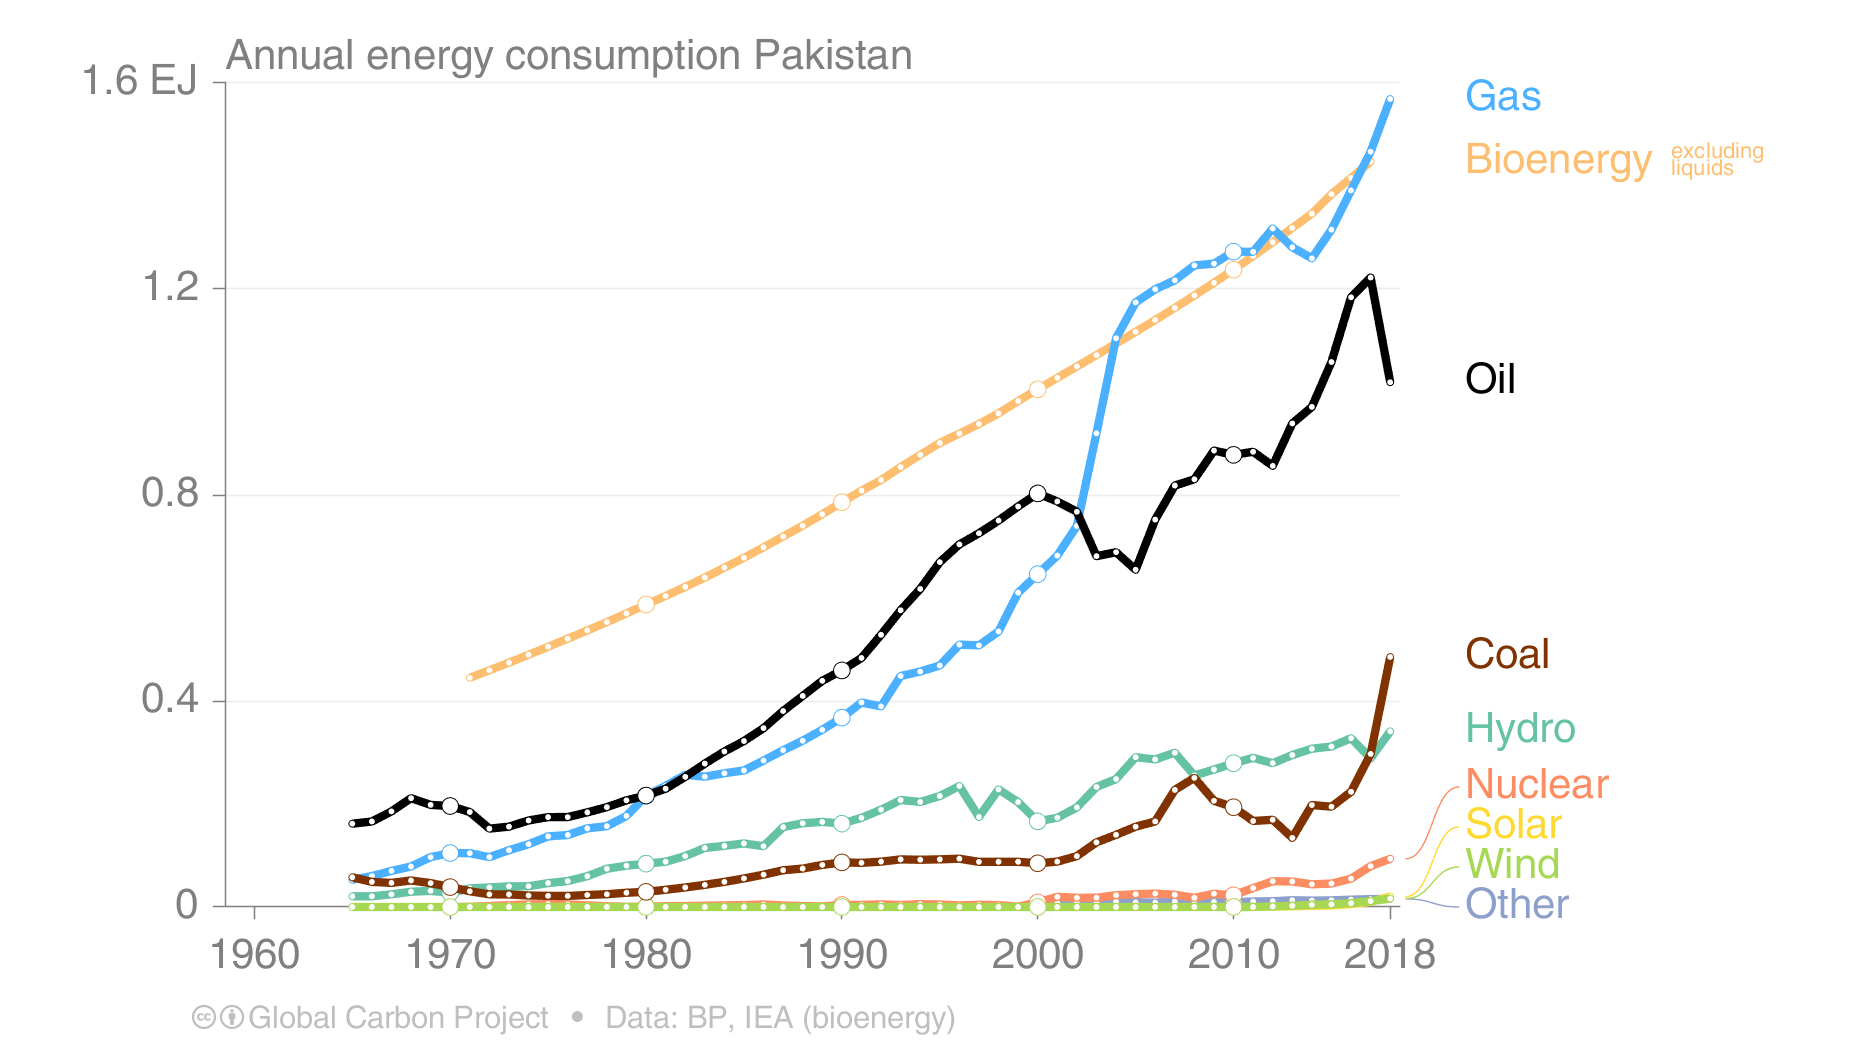 Annual energy consumption Pakistan
1.6 EJ
1.2
0.8
0.4
0
1960 1970 1980 1990 2000 2010 2018
Gas
Bioenergy excluding
liquids
Oil
Coal
Hydro
Nuclear
Solar
Wind
Other
cc Global Carbon Project • Data: BP, IEA (bioenergy)